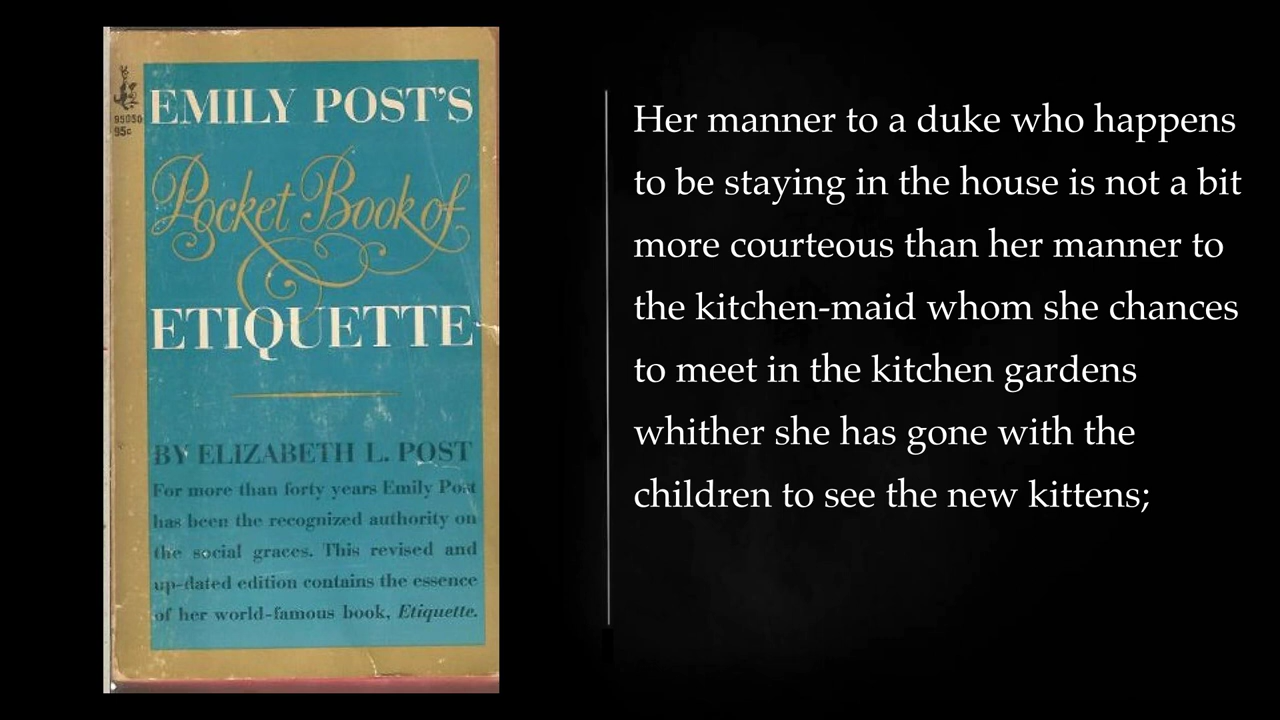 EMILY POST'S
Pocket Book of
ETIQUETTE
95050
95c
BY ELIZABETH L. POST
For more than forty years Emily Post
has been the recognized authority on
the social graces. This revised and
up-dated edition contains the essence
of her world-famous book, Etiquette.
Her manner to a duke who happens
to be staying in the house is not a bit
more courteous than her manner to
the kitchen-maid whom she chances
to meet in the kitchen gardens
whither she has gone with the
children to see the new kittens;